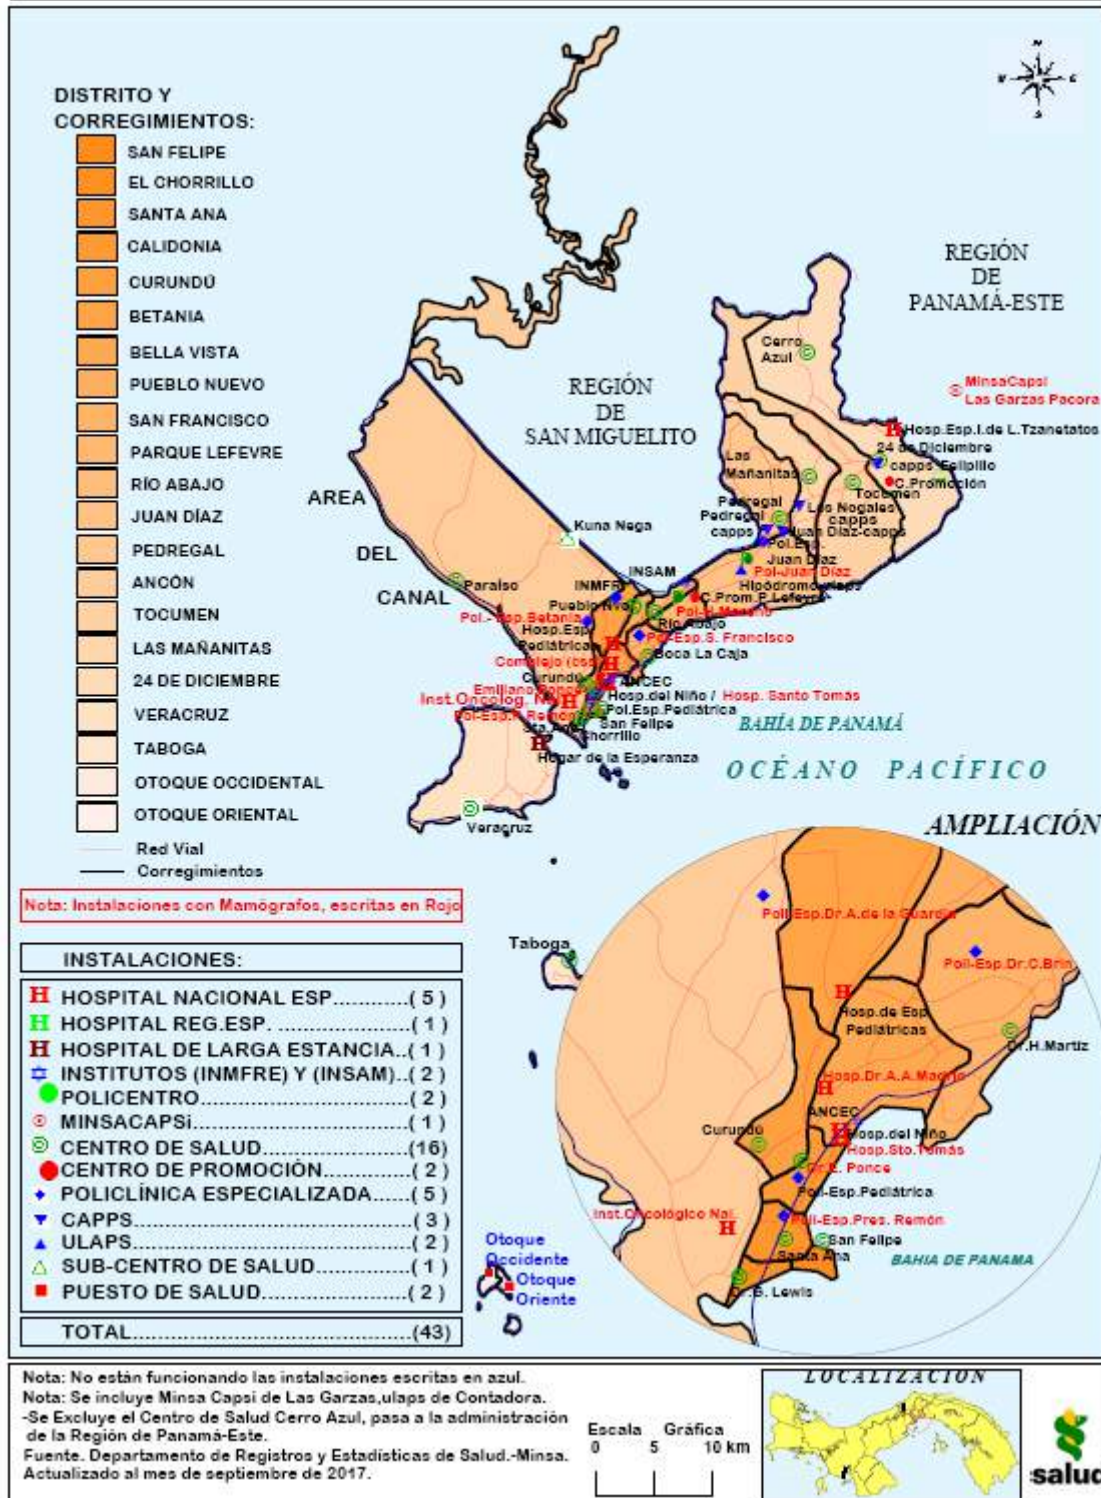 DISTRITO Y
CORREGIMIENTOS:
SAN FELIPE
EL CHORRILLO
SANTA ANA
CALIDONIA
CURUNDÚ
BETANIA
BELLA VISTA
PUEBLO NUEVO
SAN FRANCISCO
PARQUE LEFEVRE
RÍO ABAJO
JUAN DÍAZ
PEDREGAL
ANCÓN
TOCUMEN
LAS MAÑANITAS
24 DE DICIEMBRE
VERACRUZ
TABOGA
OTOQUE OCCIDENTAL
OTOQUE ORIENTAL
Red Vial
Corregimientos
Nota: Instalaciones con Mamógrafos, escritas en Rojo
INSTALACIONES:
H HOSPITAL NACIONAL ESP............( 5 )
H HOSPITAL REG.ESP. ....................( 1 )
H HOSPITAL DE LARGA ESTANCIA..( 1 )
INSTITUTOS (INMFRE) Y (INSAM)..( 2 )
POLICENTRO..............................( 2 )
MINSACAPSi................................( 1 )
CENTRO DE SALUD.....................(16)
CENTRO DE PROMOCIÓN............( 2 )
POLICLÍNICA ESPECIALIZADA......( 5 )
CAPPS..........................................( 3 )
ULAPS..........................................( 2 )
SUB-CENTRO DE SALUD..............( 1 )
PUESTO DE SALUD.....................( 2 )
TOTAL..........................................(43)
N
S
REGIÓN
DE
PANAMÁ-ESTE
REGIÓN
DE
SAN MIGUELITO
AREA
DEL
CANAL
Cerro
Azul
MinsaCapsi
Las Garzas Pacora
Hosp.Esp.I.de L.Tzanetatos
24 de Diciembre
capps-Felipillo
C.Promoción
Tocumen
Las
Mañanitas
Los Nogales
capps
Pedregal
Pedregal
capps
Juan Díaz-capps
Pol.Esp.
Juan Díaz
Pol-Juan Díaz
Kuna Nega
Paraíso
INSAM
INMFR
C.Prom.P.Lefevre
Pueblo Nvo
Río Abajo
Pol.- Esp.Betania
Pol-Esp.S. Francisco
Hosp.Esp
Pediátricas
Boca La Caja
Curundú
ANCEC
Hosp.del Niño / Hosp. Santo Tomás
Pol.Esp.Pediátrica
San Felipe
Chorrillo
Hogar de la Esperanza
Veracruz
BAHÍA DE PANAMÁ
OCÉANO PACÍFICO
AMPLIACIÓN
Taboga
Otoque
Occidente
Otoque
Oriente
Poli-Esp.Dr.A.de la Guardia
Poli-Esp.Dr.C.Brin
Hosp.de Esp
Pediátricas
Dr.H.Martiz
Hosp.Dr.A.A.Madrid
ANCEC
Curundú
Hosp.del Niño
Hosp.Sto.Tomás
Dr.E. Ponce
Poli-Esp.Pediátrica
Inst.Oncológico Nal.
Poli-Esp.Pres. Remón
San Felipe
Santa Ana
Dr.G. Lewis
BAHIA DE PANAMA
Nota: No están funcionando las instalaciones escritas en azul.
Nota: Se incluye Minsa Capsi de Las Garzas,ulaps de Contadora.
-Se Excluye el Centro de Salud Cerro Azul, pasa a la administración
de la Región de Panamá-Este.
Fuente. Departamento de Registros y Estadísticas de Salud.-Minsa.
Actualizado al mes de septiembre de 2017.
Escala Gráfica
0 5 10 km
LOCALIZACION
salud